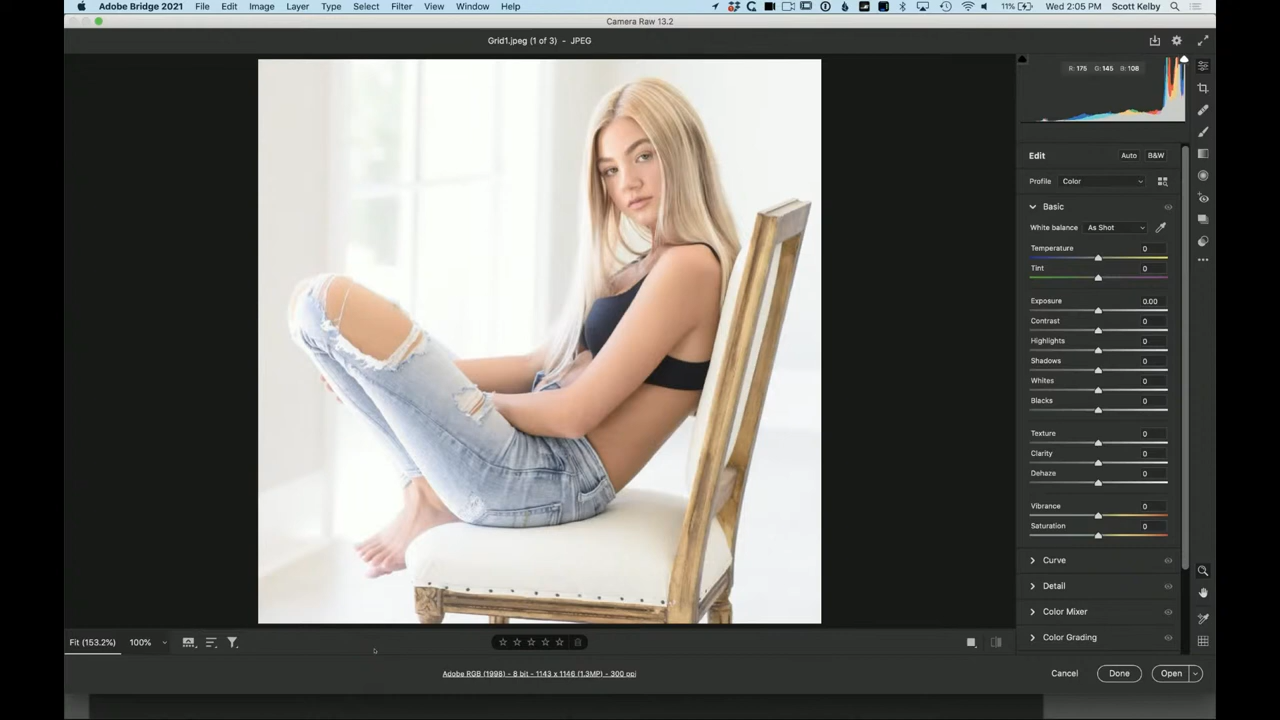 Adobe Bridge 2021 File Edit Image Layer Type Select Filter View Window Help 11% Wed 2:05 PM Scott Kelby
Camera Raw 13.2
Grid1.jpeg (1 of 3) - JPEG
R: 175 G: 145 B: 108
Edit Auto B&W
Profile Color
Basic
White balance As Shot
Temperature 0
Tint 0
Exposure 0.00
Contrast 0
Highlights 0
Shadows 0
Whites 0
Blacks 0
Texture 0
Clarity 0
Dehaze 0
Vibrance 0
Saturation 0
Curve
Detail
Color Mixer
Color Grading
Fit (153.2%) 100%
Adobe RGB (1998) - 8 bit - 1143 x 1146 (1.3MP) - 300 ppi
Cancel Done Open